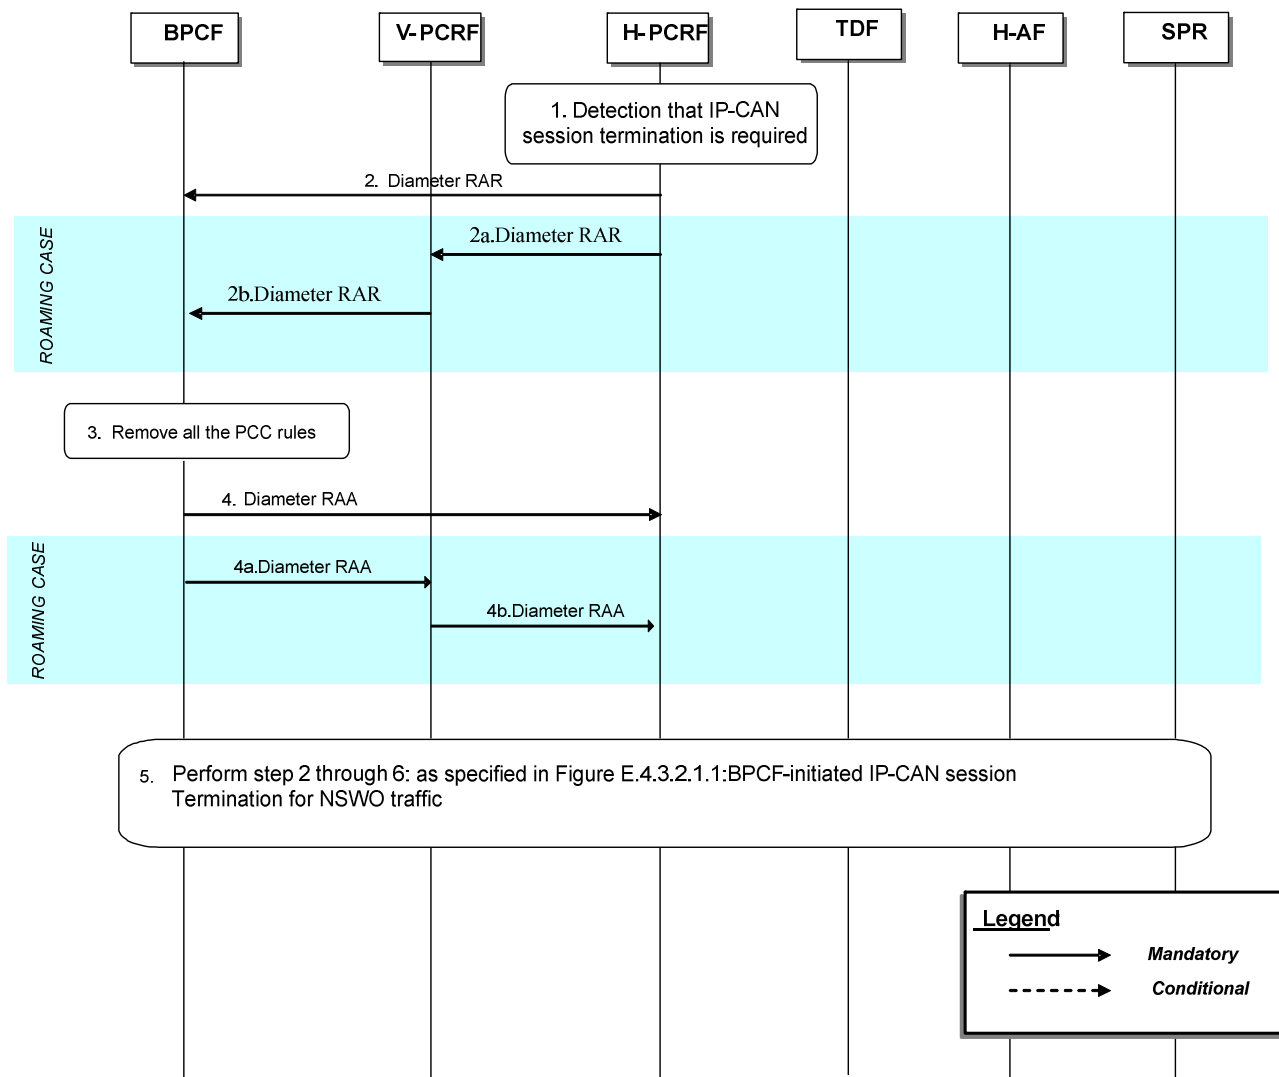 BPCF
V-PCRF
H-PCRF
TDF
H-AF
SPR
1. Detection that IP-CAN
session termination is required
2. Diameter RAR
ROAMING CASE
2a.Diameter RAR
2b.Diameter RAR
3. Remove all the PCC rules
4. Diameter RAA
ROAMING CASE
4a.Diameter RAA
4b.Diameter RAA
5. Perform step 2 through 6: as specified in Figure E.4.3.2.1.1:BPCF-initiated IP-CAN session
Termination for NSWO traffic
Legend
Mandatory
Conditional